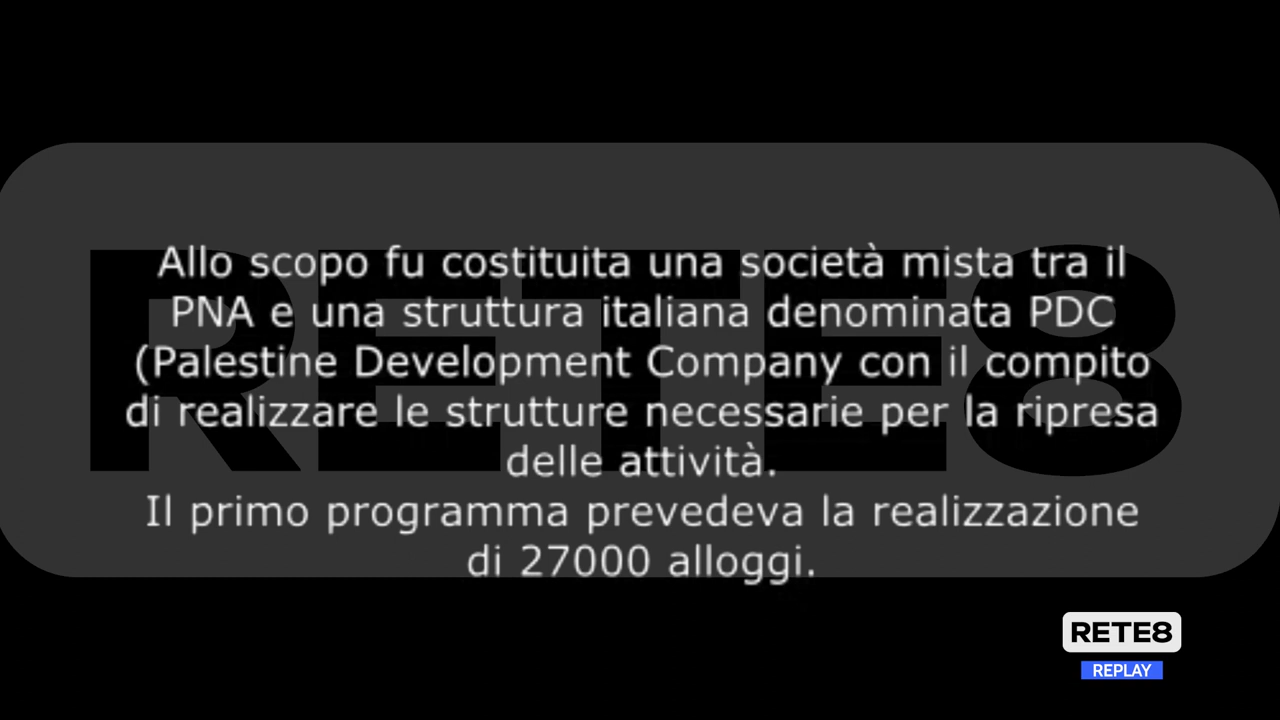 Allo scopo fu costituita una società mista tra il
PNA e una struttura italiana denominata PDC
(Palestine Development Company con il compito
di realizzare le strutture necessarie per la ripresa
delle attività.
Il primo programma prevedeva la realizzazione
di 27000 alloggi.
RETE8
RETE8
REPLAY